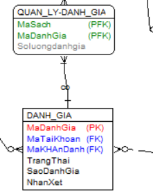 QUAN_LY-DANH_GIA
MaSach (PFK)
MaDanhGia (PFK)
Soluongdanhgia
DANH_GIA
MaDanhGia (PK)
MaTaiKhoan (FK)
MaKHAnDanh (FK)
TrangThai
SaoDanhGia
NhanXet